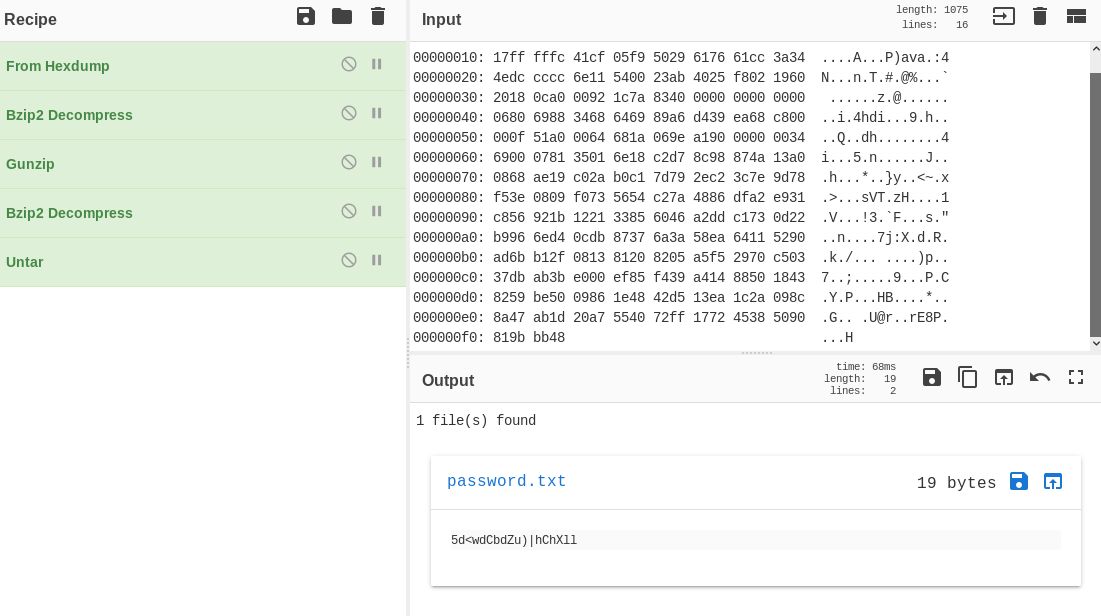 Recipe
From Hexdump
Bzip2 Decompress
Gunzip
Bzip2 Decompress
Untar
Input
length: 1075
lines: 16
00000010: 17ff fffc 41cf 05f9 5029 6176 61cc 3a34  ....A...P)ava.:4
00000020: 4edc cccc 6e11 5400 23ab 4025 f802 1960  N...n.T.#.@%...`
00000030: 2018 0ca0 0092 1c7a 8340 0000 0000 0000   ......z.@......
00000040: 0680 6988 3468 6469 89a6 d439 ea68 c800  ..i.4hdi...9.h..
00000050: 000f 51a0 0064 681a 069e a190 0000 0034  ..Q..dh........4
00000060: 6900 0781 3501 6e18 c2d7 8c98 874a 13a0  i...5.n......J..
00000070: 0868 ae19 c02a b0c1 7d79 2ec2 3c7e 9d78  .h...*..}y..<~.x
00000080: f53e 0809 f073 5654 c27a 4886 dfa2 e931  .>...sVT.zH....1
00000090: c856 921b 1221 3385 6046 a2dd c173 0d22  .V...!3.`F...s."
000000a0: b996 6ed4 0cdb 8737 6a3a 58ea 6411 5290  ..n....7j:X.d.R.
000000b0: ad6b b12f 0813 8120 8205 a5f5 2970 c503  .k./... ....)p..
000000c0: 37db ab3b e000 ef85 f439 a414 8850 1843  7..;.....9...P.C
000000d0: 8259 be50 0986 1e48 42d5 13ea 1c2a 098c  .Y.P...HB....*..
000000e0: 8a47 ab1d 20a7 5540 72ff 1772 4538 5090  .G.. .U@r..rE8P.
000000f0: 819b bb48  ...H
Output
time: 68ms
length: 19
lines: 2
1 file(s) found
password.txt
19 bytes
5d<wdCbdZu)|hChXll